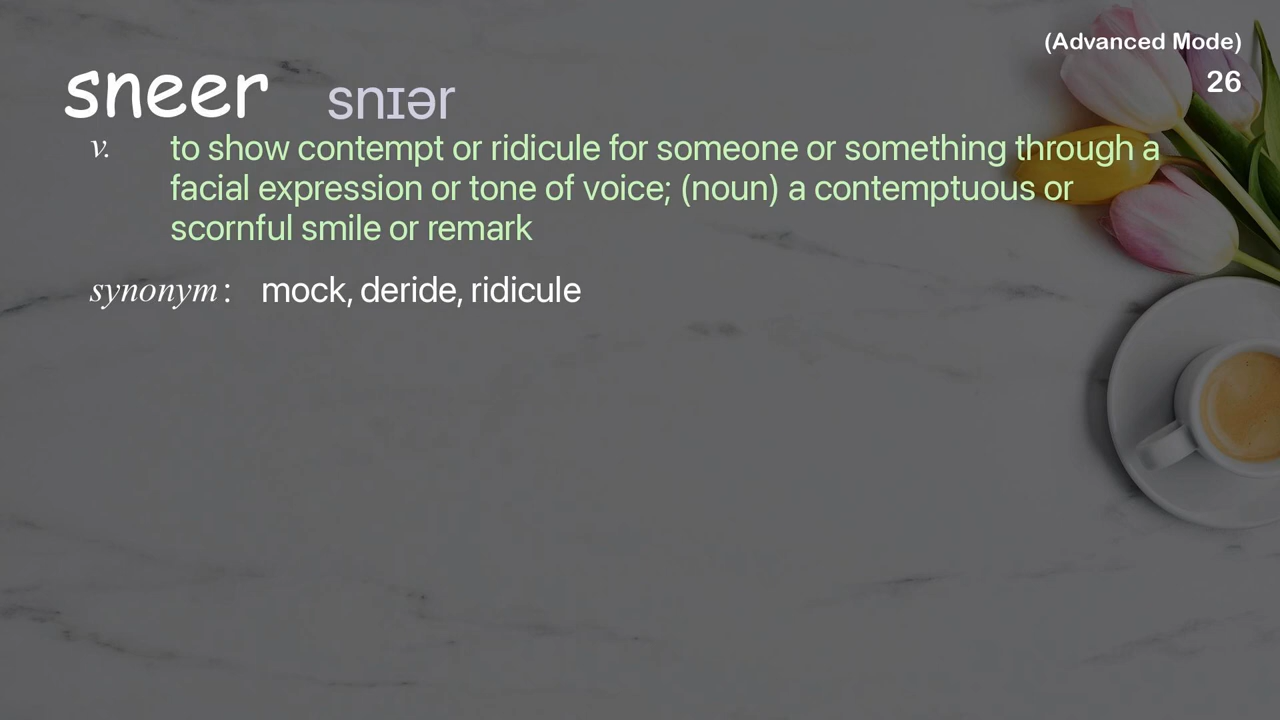 (Advanced Mode)
26
sneer snɪər
v. to show contempt or ridicule for someone or something through a
facial expression or tone of voice; (noun) a contemptuous or
scornful smile or remark
synonym: mock, deride, ridicule